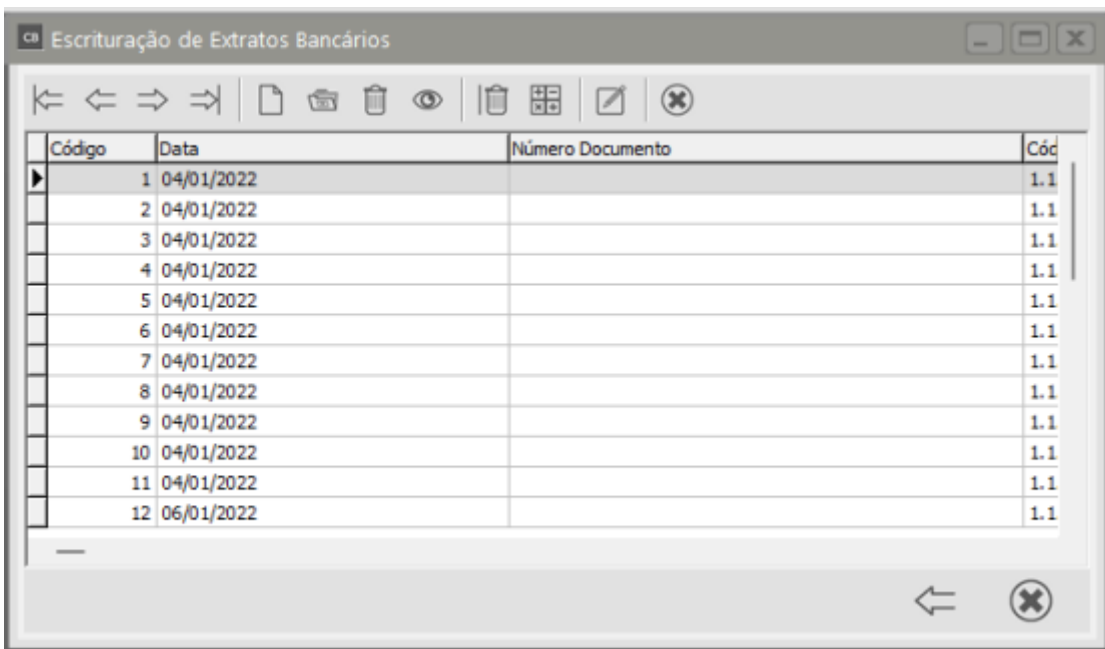 CB Escrituração de Extratos Bancários
Código Data Número Documento Cód
1 04/01/2022 1.1
2 04/01/2022 1.1
3 04/01/2022 1.1
4 04/01/2022 1.1
5 04/01/2022 1.1
6 04/01/2022 1.1
7 04/01/2022 1.1
8 04/01/2022 1.1
9 04/01/2022 1.1
10 04/01/2022 1.1
11 04/01/2022 1.1
12 06/01/2022 1.1